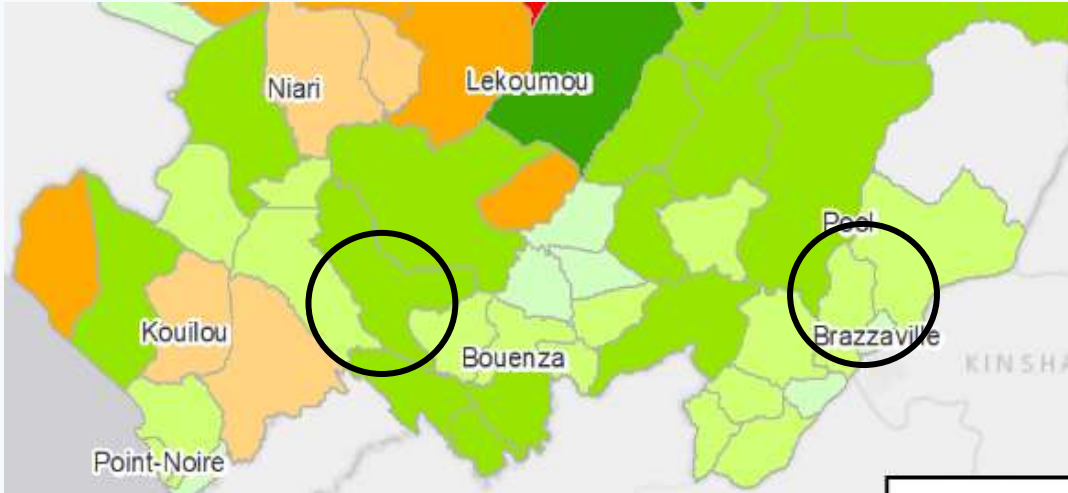 Niari
Lekoumou
Pool
Kouilou
Brazzaville
Bouenza
KINSHA
Point-Noire